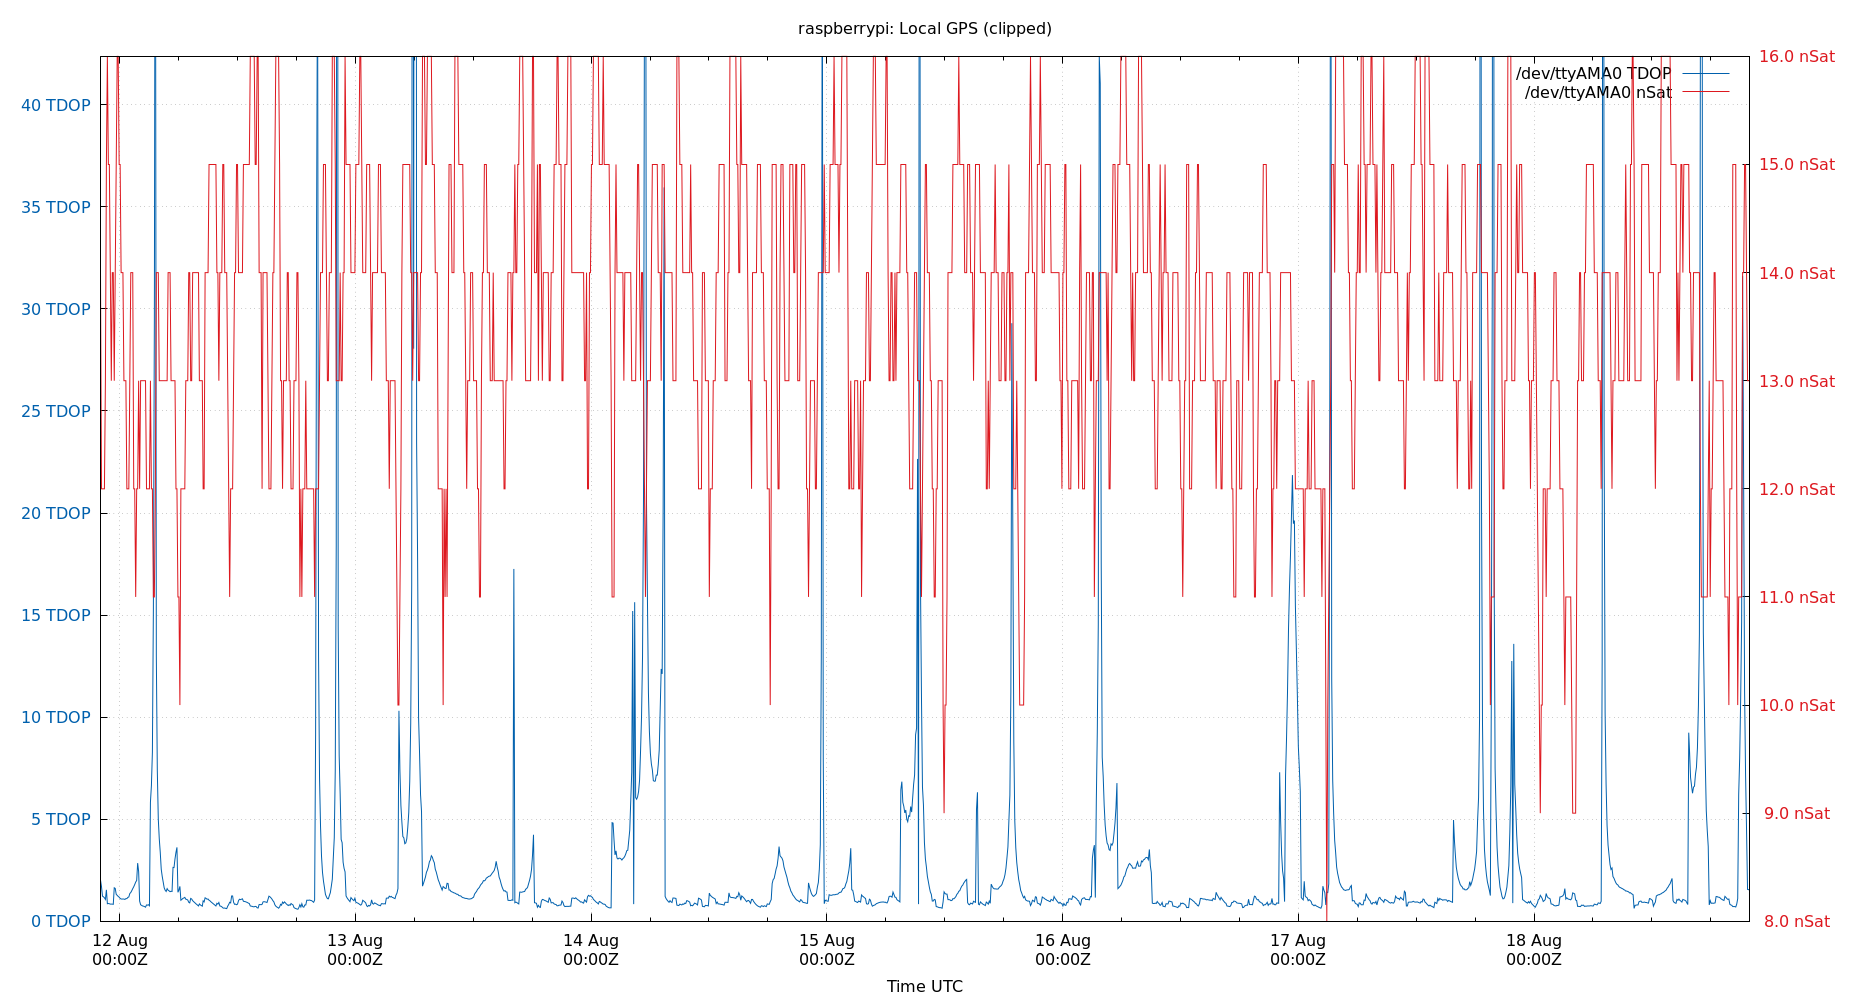 raspberrypi: Local GPS (clipped)
/dev/ttyAMA0 TDOP
/dev/ttyAMA0 nSat
40 TDOP
35 TDOP
30 TDOP
25 TDOP
20 TDOP
15 TDOP
10 TDOP
5 TDOP
0 TDOP
16.0 nSat
15.0 nSat
14.0 nSat
13.0 nSat
12.0 nSat
11.0 nSat
10.0 nSat
9.0 nSat
8.0 nSat
12 Aug
00:00Z
13 Aug
00:00Z
14 Aug
00:00Z
15 Aug
00:00Z
16 Aug
00:00Z
17 Aug
00:00Z
18 Aug
00:00Z
Time UTC